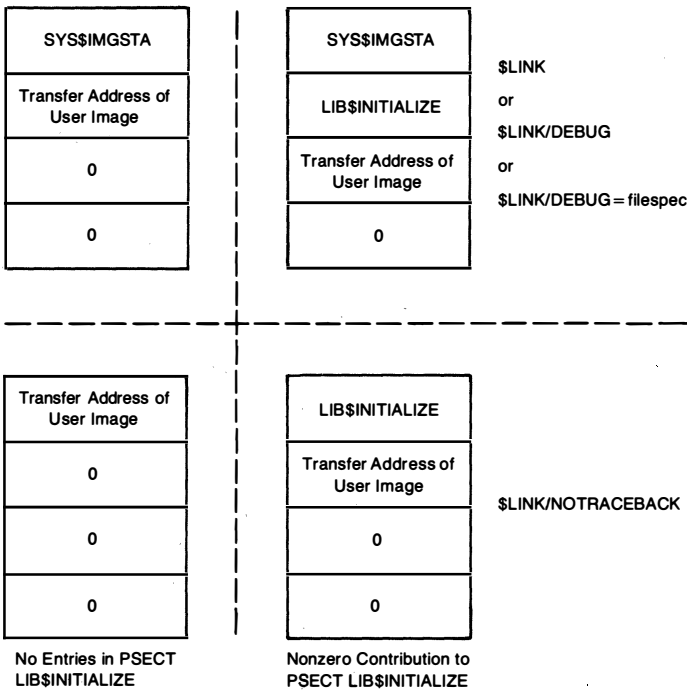 SYS$IMGSTA
Transfer Address of
User Image
0
0
SYS$IMGSTA
LIB$INITIALIZE
Transfer Address of
User Image
0
$LINK
or
$LINK/DEBUG
or
$LINK/DEBUG = filespec
Transfer Address of
User Image
0
0
0
LIB$INITIALIZE
Transfer Address of
User Image
0
0
$LINK/NOTRACEBACK
No Entries in PSECT
LIB$INITIALIZE
Nonzero Contribution to
PSECT LIB$INITIALIZE